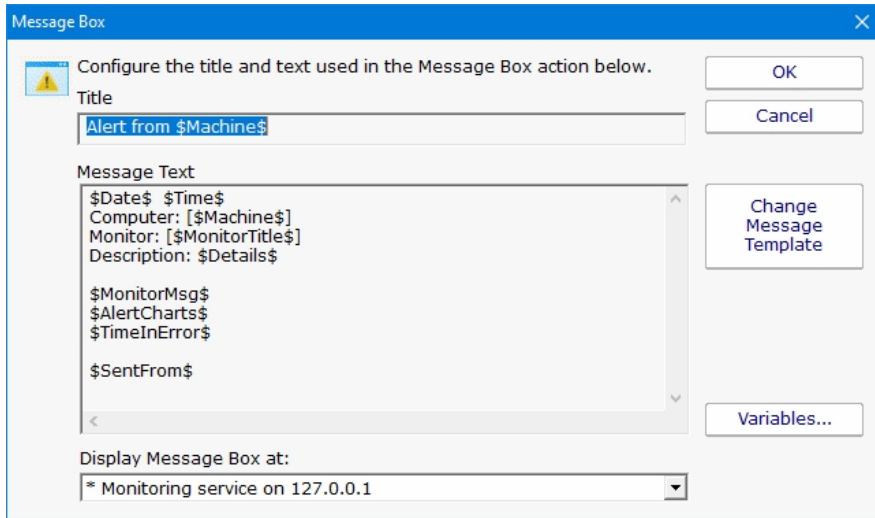 Message Box
Configure the title and text used in the Message Box action below.
OK
Title
Cancel
Alert from $Machine$
Message Text
$Date$  $Time$
Computer: [$Machine$]
Monitor: [$MonitorTitle$]
Description: $Details$
$MonitorMsg$
$AlertCharts$
$TimeInError$
$SentFrom$
Change
Message
Template
Variables...
Display Message Box at:
* Monitoring service on 127.0.0.1